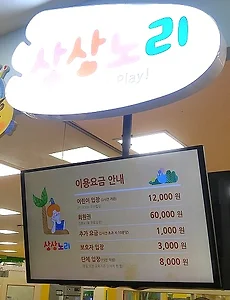 상상노리
play!
이용요금 안내
어린이 입장 12,000 원
회원권 60,000 원
추가 요금 1,000 원
보호자 입장 3,000 원
단체 입장 8,000 원
상상노리